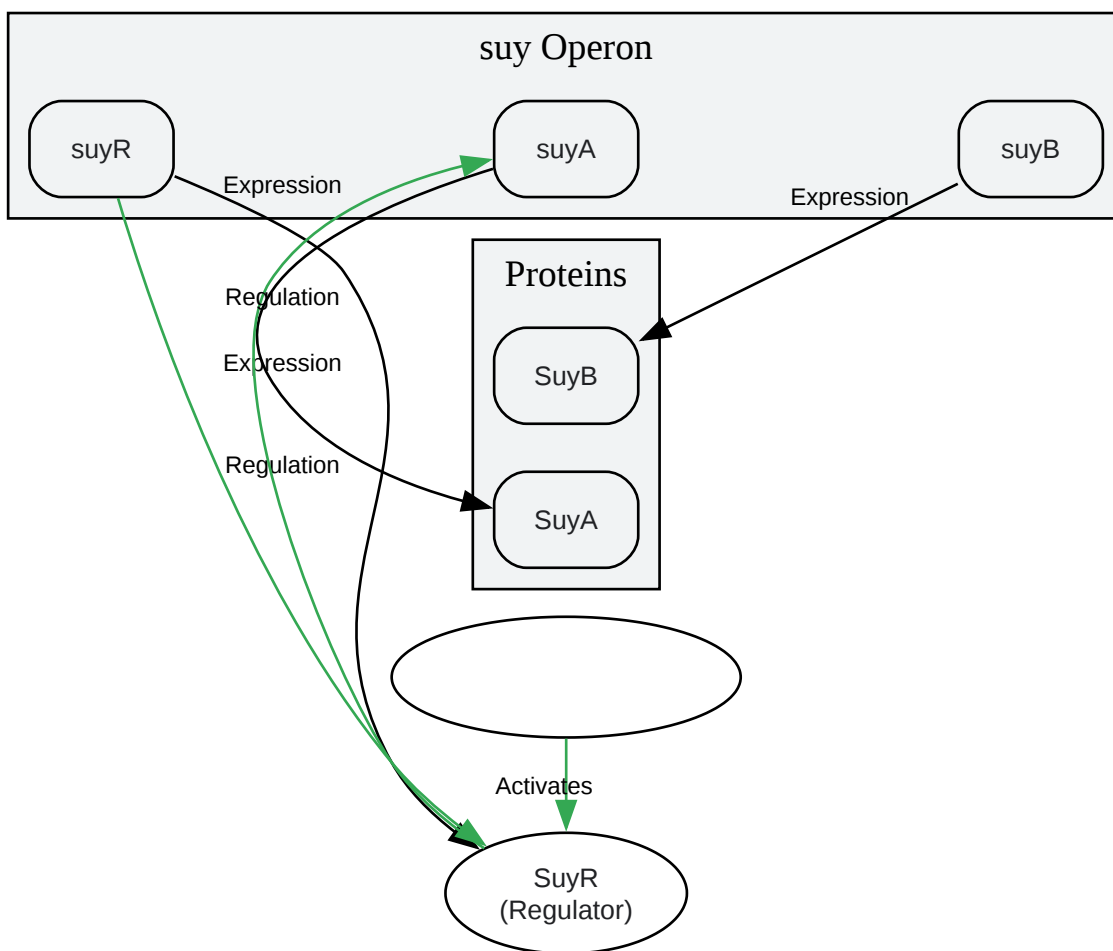 suy Operon
suyR
suyA
suyB
Expression
Expression
Proteins
Regulation
Expression
SuyB
Regulation
SuyA
Activates
SuyR
(Regulator)